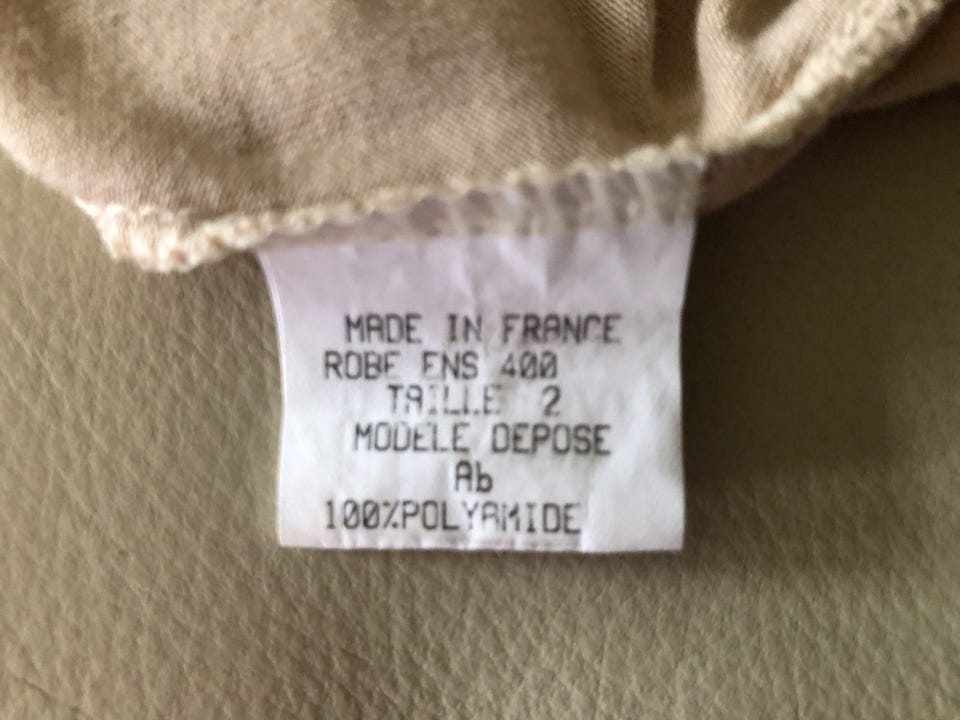 MADE IN FRANCE
ROBE ENS 400
TAILLE 2
MODELE DEPOSE
Ab
100%POLYAMIDE